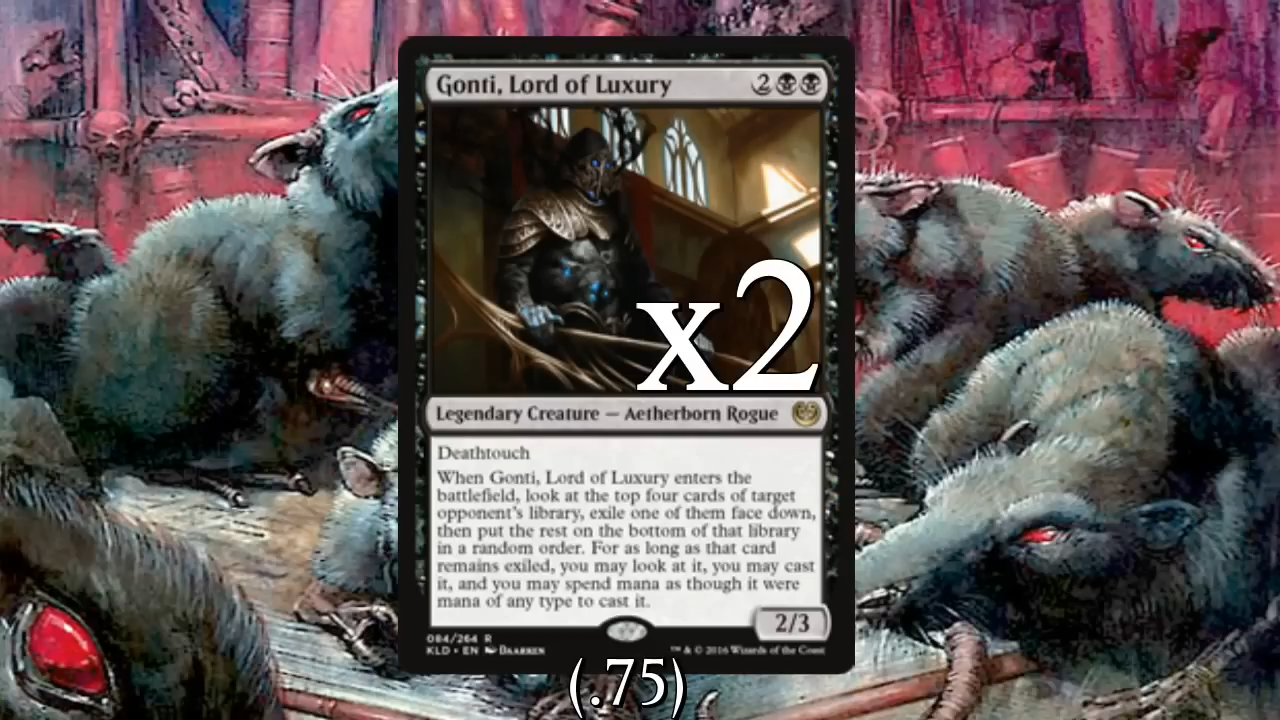 Gonti, Lord of Luxury 2
x2
Legendary Creature — Aetherborn Rogue
Deathtouch
When Gonti, Lord of Luxury enters the
battlefield, look at the top four cards of target
opponent's library, exile one of them face down,
then put the rest on the bottom of that library
in a random order. For as long as that card
remains exiled, you may look at it, you may cast
it, and you may spend mana as though it were
mana of any type to cast it.
2/3
084/264 R
KLD • EN DAARKEN
™ & © 2016 Wizards of the Coast
(.75)